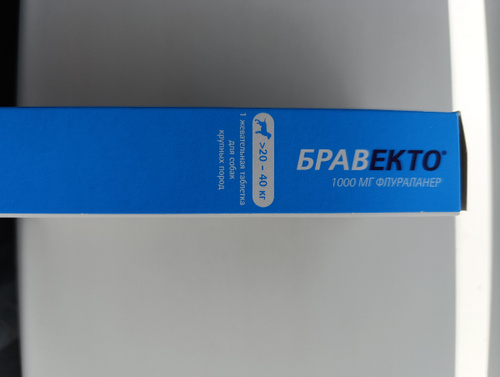 БРАВЕКТО®
1000 МГ ФЛУРАЛАНЕР
>20 – 40 кг
1 жевательная таблетка
для собак
крупных пород